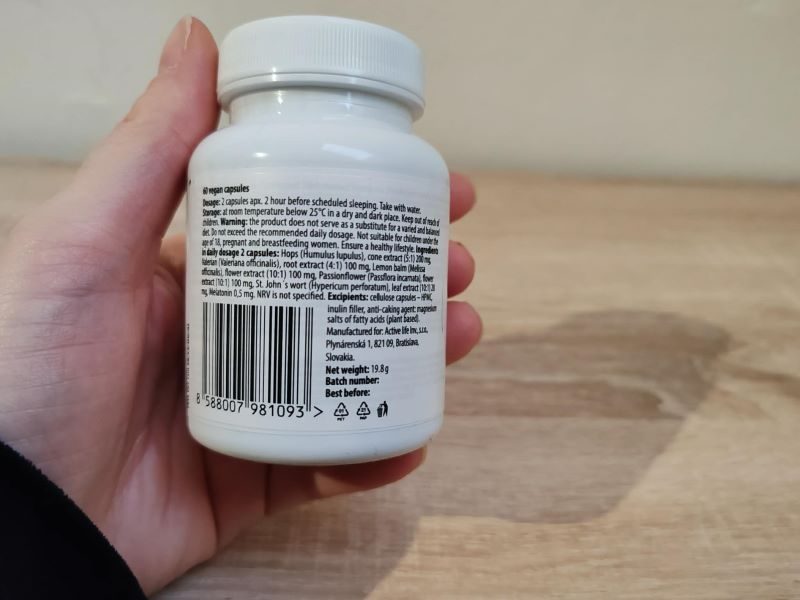 60 vegan capsules
Dosage: 2 capsules apx. 2 hour before scheduled sleeping. Take with water.
Storage: at room temperature below 25°C in a dry and dark place. Keep out of reach of
children. Warning: the product does not serve as a substitute for a varied and balanced
diet. Do not exceed the recommended daily dosage. Not suitable for children under the
age of 18, pregnant and breastfeeding women. Ensure a healthy lifestyle. Ingredients
in daily dosage 2 capsules: Hops (Humulus lupulus), cone extract (5:1) 200 mg,
Valerian (Valeriana officinalis), root extract (4:1) 100 mg, Lemon balm (Melissa
officinalis), flower extract (10:1) 100 mg, Passionflower (Passiflora incarnata), flower
extract (10:1) 100 mg, St. John´s wort (Hypericum perforatum), leaf extract (10:1) 20
mg, Melatonin 0,5 mg. NRV is not specified. Excipients: cellulose capsules – HPMC,
inulin filler, anti-caking agent: magnesium
salts of fatty acids (plant based).
Manufactured for: Active life Inv., s.r.o.,
Plynárenská 1, 821 09, Bratislava,
Slovakia.
Net weight: 19.8 g
Batch number:
Best before:
8 588007 981093 >